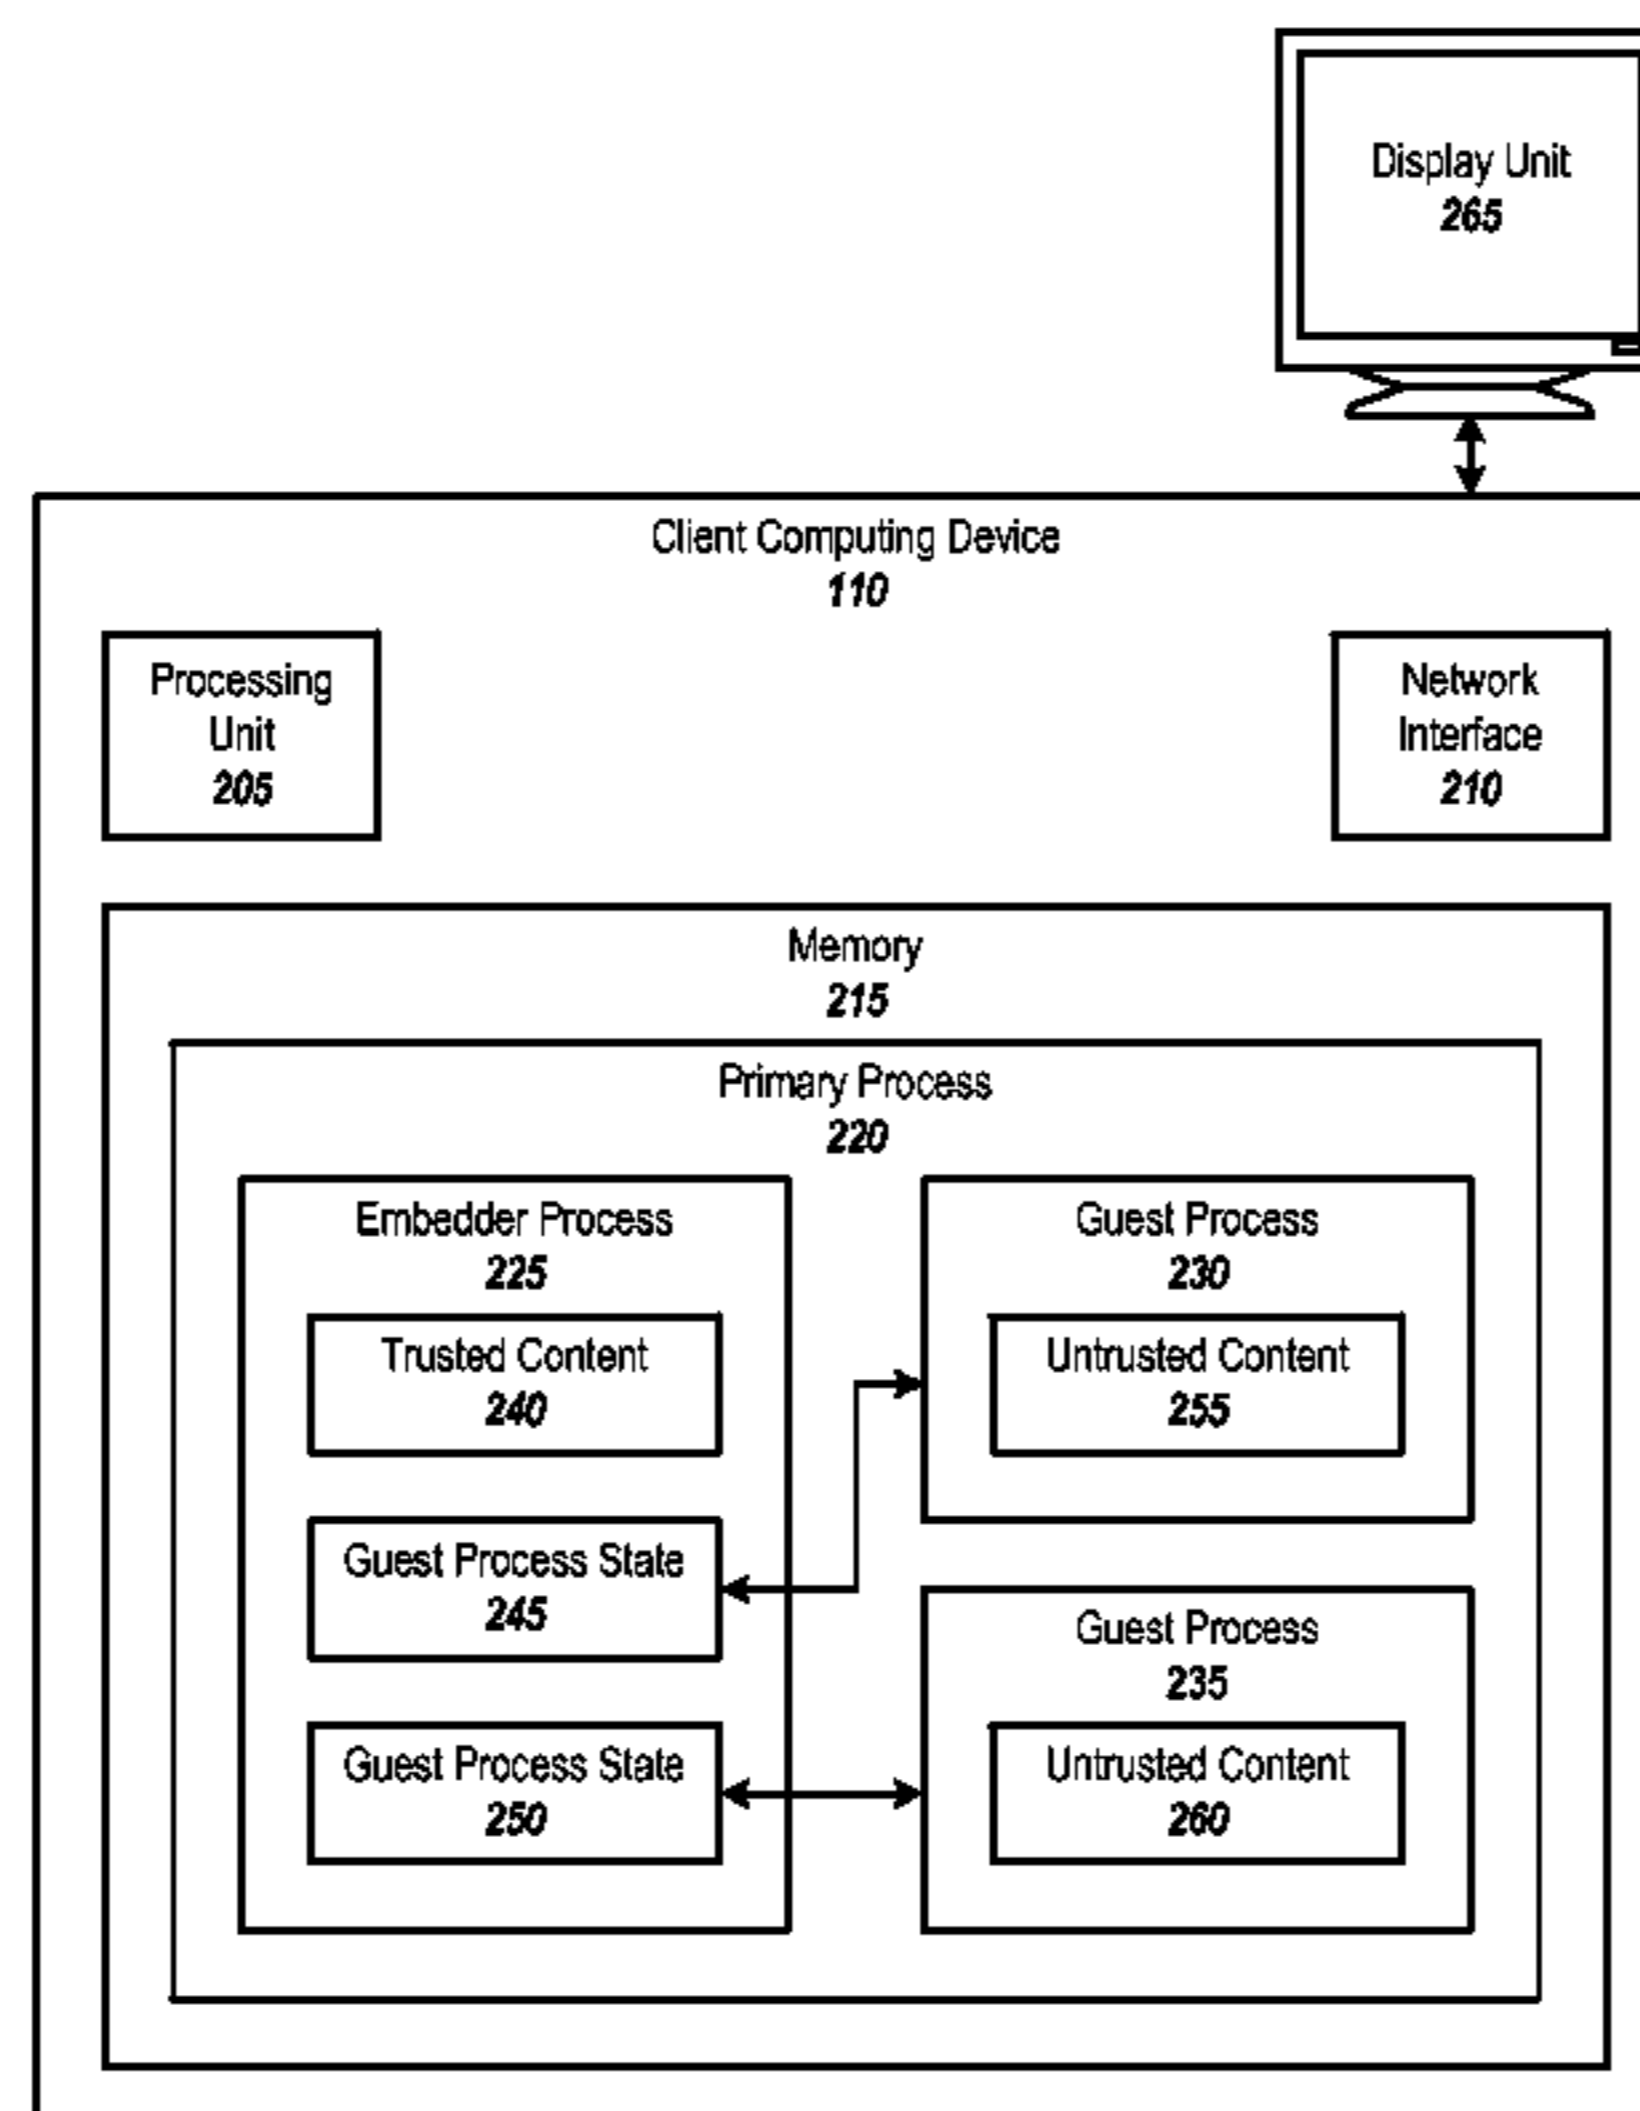 Display Unit
265
Client Computing Device
110
Processing
Unit
205
Network
Interface
210
Memory
215
Primary Process
220
Embedder Process
225
Trusted Content
240
Guest Process State
245
Guest Process State
250
Guest Process
230
Untrusted Content
255
Guest Process
235
Untrusted Content
260